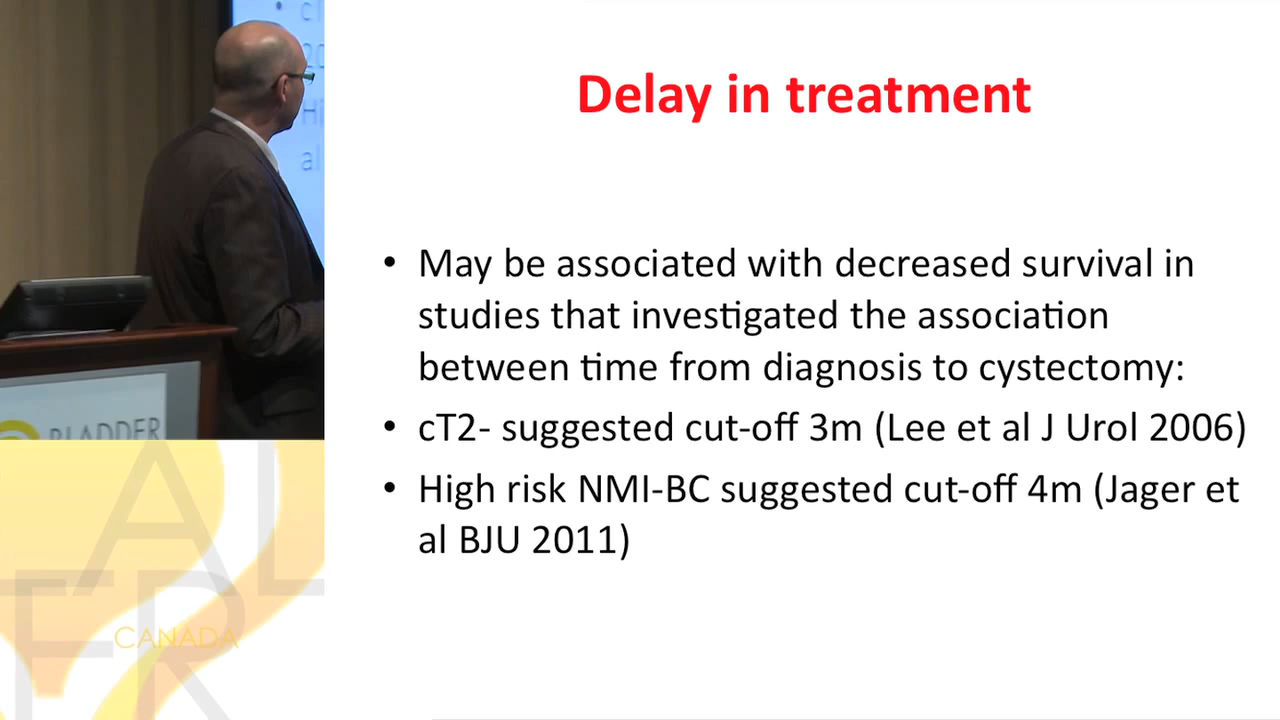 Delay in treatment
• May be associated with decreased survival in
studies that investigated the association
between time from diagnosis to cystectomy:
• cT2- suggested cut-off 3m (Lee et al J Urol 2006)
• High risk NMI-BC suggested cut-off 4m (Jager et
al BJU 2011)
BLADDER
CANADA